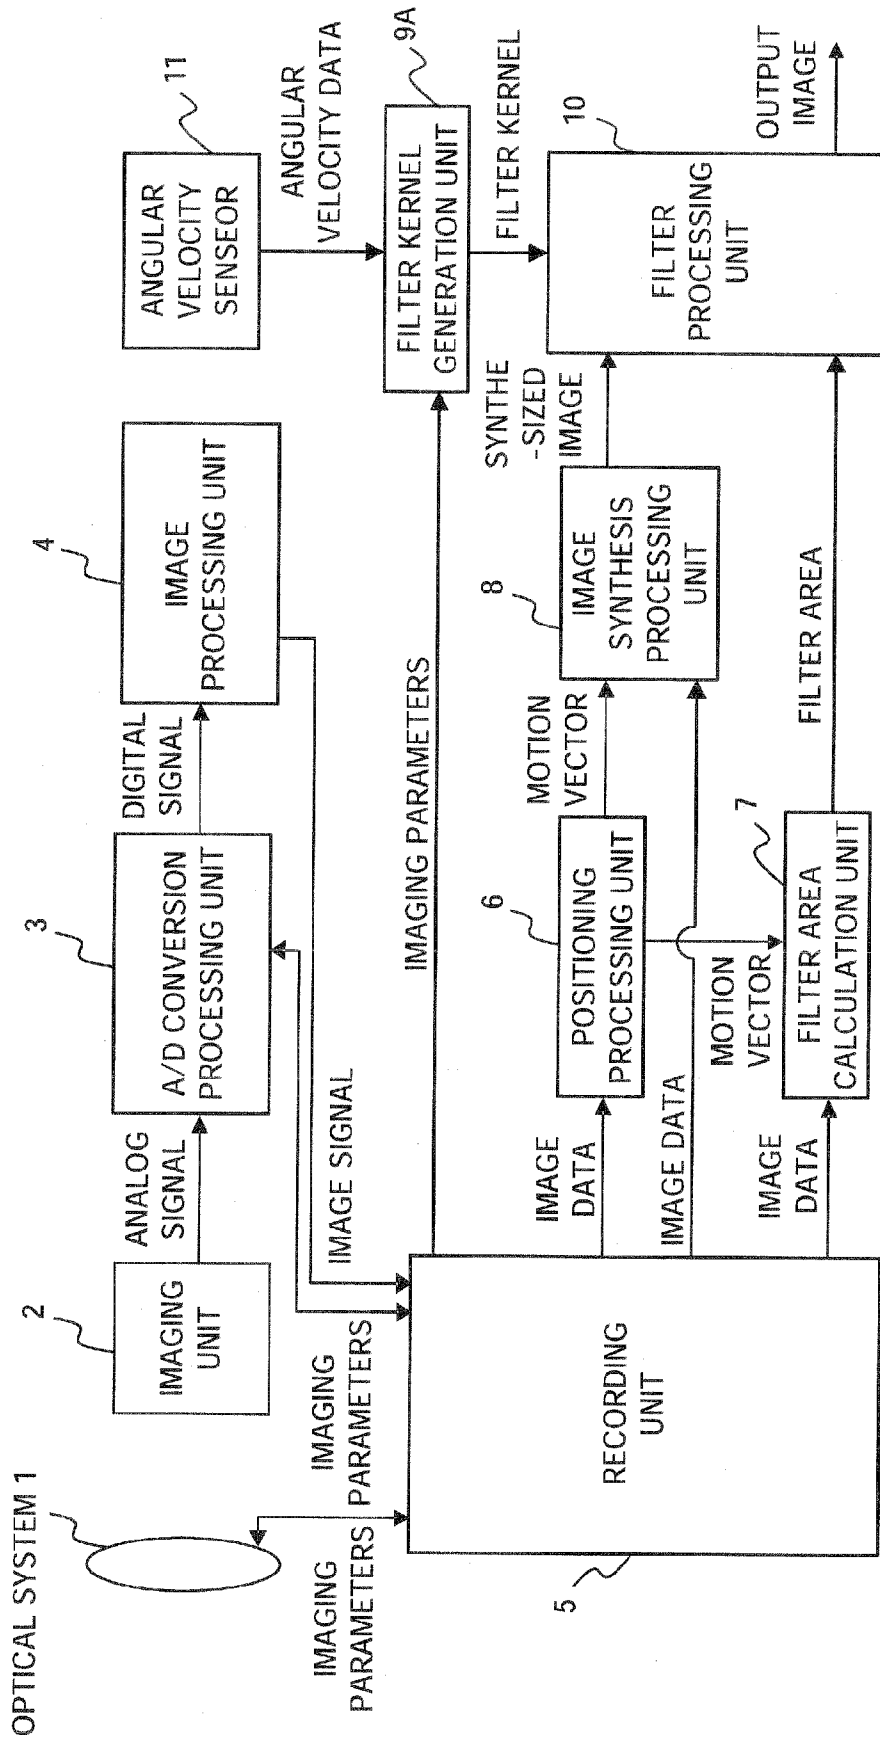 OPTICAL SYSTEM 1
2
IMAGING
UNIT
ANALOG
SIGNAL
3
A/D CONVERSION
PROCESSING UNIT
DIGITAL
SIGNAL
4
IMAGE
PROCESSING UNIT
11
ANGULAR
VELOCITY
SENSEOR
ANGULAR
VELOCITY DATA
9A
FILTER KERNEL
GENERATION UNIT
FILTER KERNEL
IMAGING
PARAMETERS
IMAGING
PARAMETERS
IMAGE SIGNAL
IMAGING PARAMETERS
5
RECORDING
UNIT
IMAGE
DATA
6
POSITIONING
PROCESSING UNIT
MOTION
VECTOR
8
IMAGE
SYNTHESIS
PROCESSING
UNIT
SYNTHE
-SIZED
IMAGE
10
FILTER
PROCESSING
UNIT
OUTPUT
IMAGE
IMAGE DATA
MOTION
VECTOR
IMAGE
DATA
7
FILTER AREA
CALCULATION UNIT
FILTER AREA